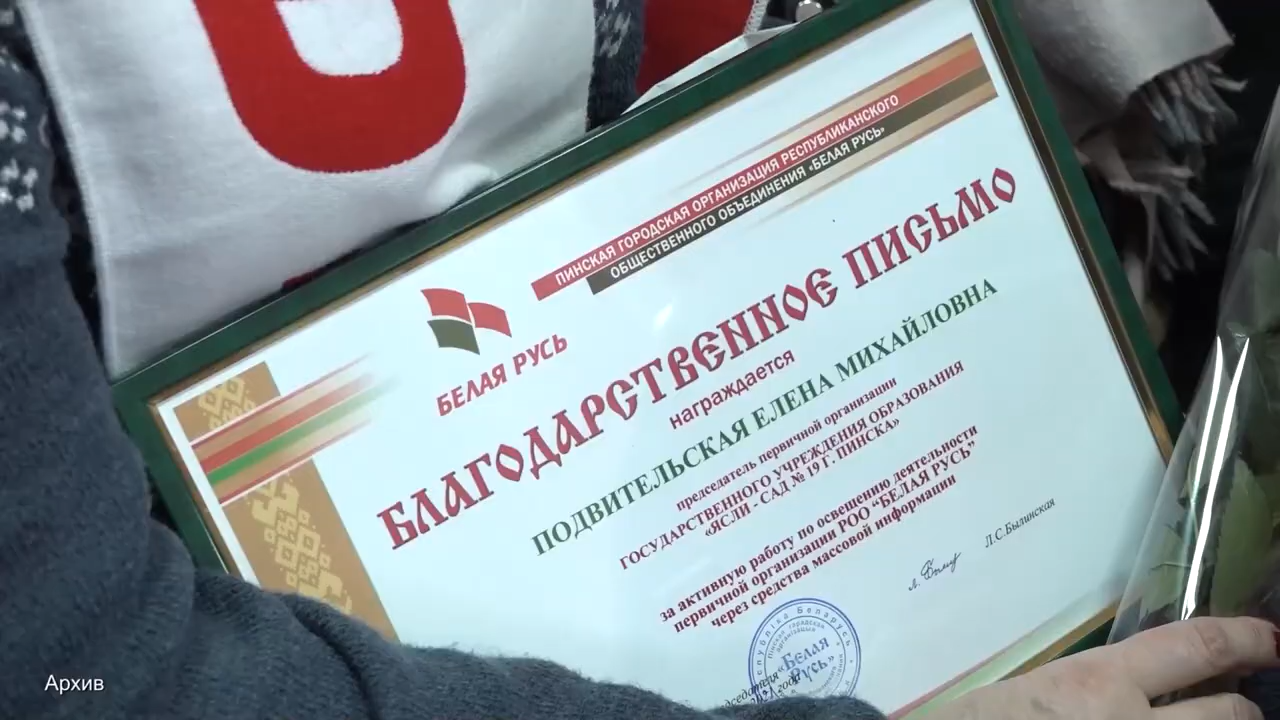 ПИНСКАЯ ГОРОДСКАЯ ОРГАНИЗАЦИЯ РЕСПУБЛИКАНСКОГО
ОБЩЕСТВЕННОГО ОБЪЕДИНЕНИЯ «БЕЛАЯ РУСЬ»
БЕЛАЯ РУСЬ
БЛАГОДАРСТВЕННОЕ ПИСЬМО
награждается
ПОДВИТЕЛЬСКАЯ ЕЛЕНА МИХАЙЛОВНА
председатель первичной организации
ГОСУДАРСТВЕННОГО УЧРЕЖДЕНИЯ ОБРАЗОВАНИЯ
«ЯСЛИ - САД № 19 Г. ПИНСКА»
за активную работу по освещению деятельности
первичной организации РОО “БЕЛАЯ РУСЬ”
через средства массовой информации
Л.С.Былинская
«Белая
Русь»
Архив